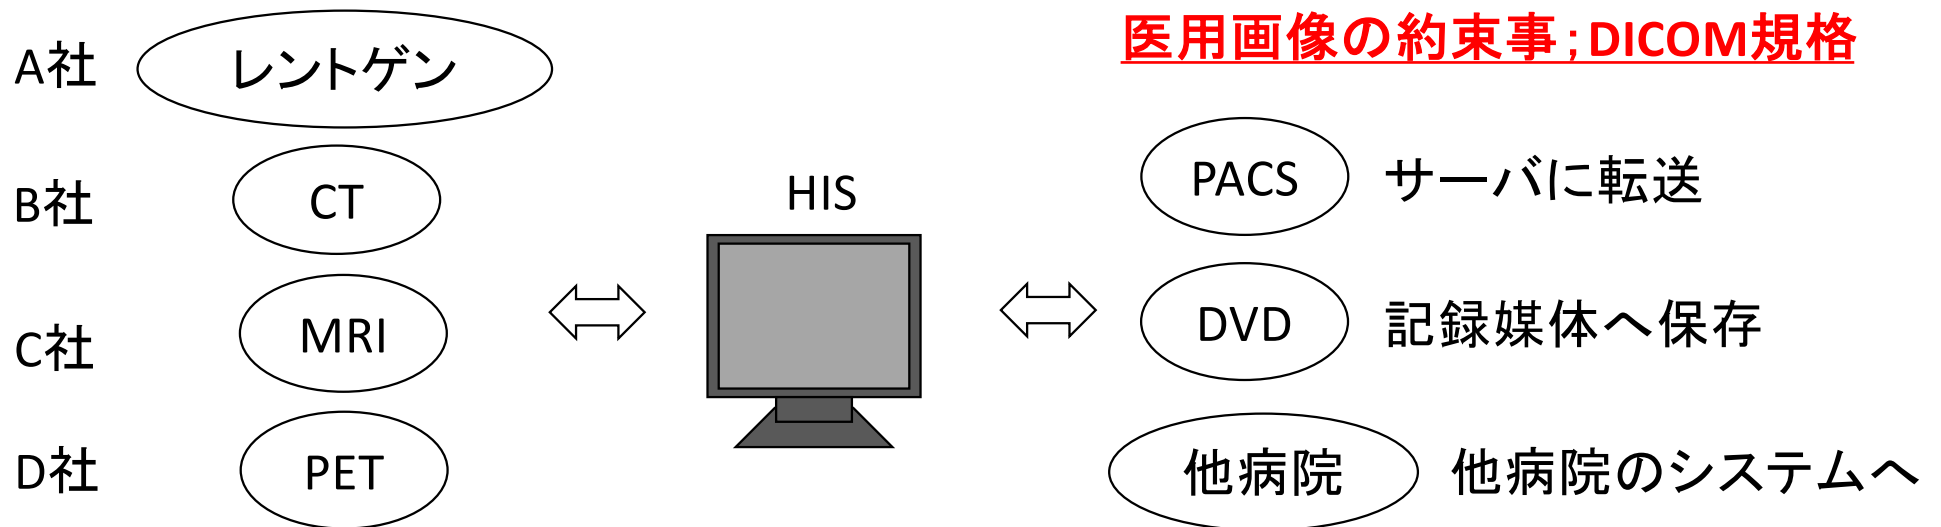 医用画像の約束事;DICOM規格
A社 レントゲン
B社 CT
C社 MRI
D社 PET
HIS
PACS サーバに転送
DVD 記録媒体へ保存
他病院 他病院のシステムへ